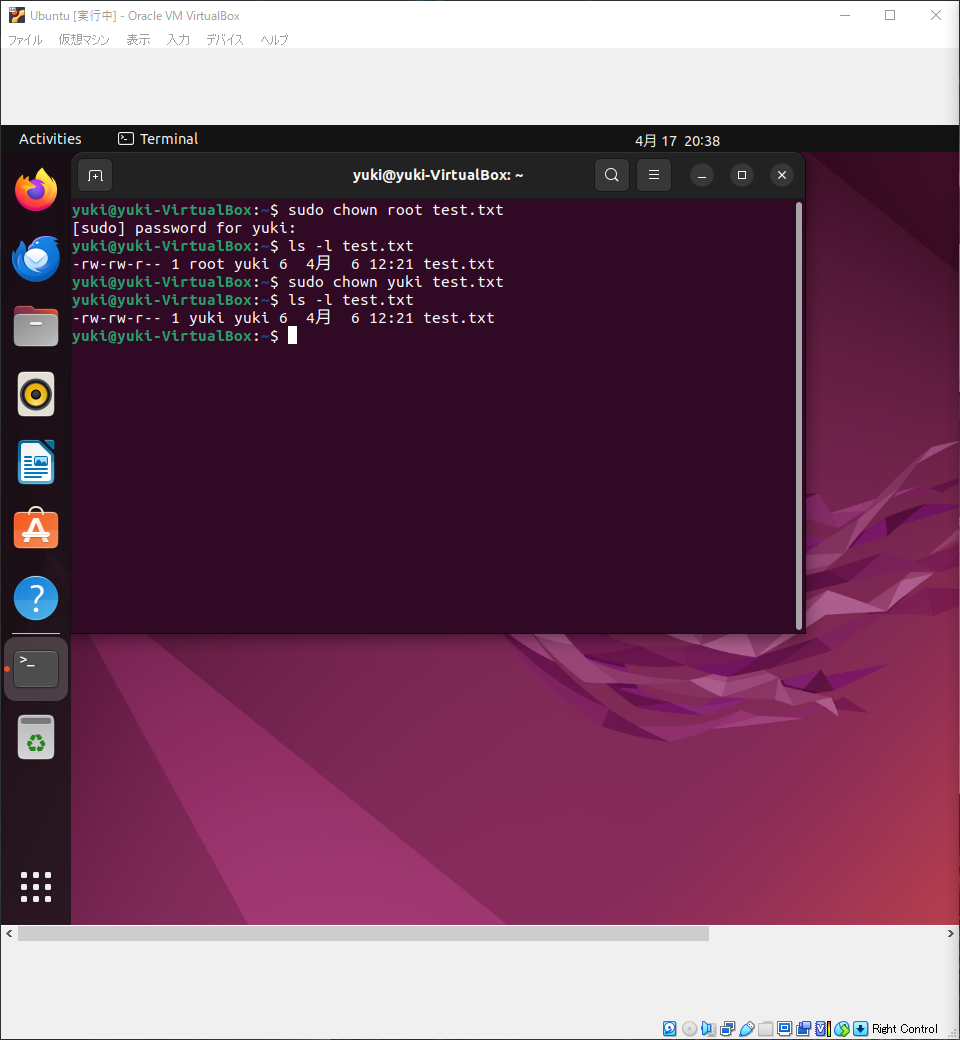 Ubuntu [実行中] - Oracle VM VirtualBox
ファイル 仮想マシン 表示 入力 デバイス ヘルプ
Activities Terminal 4月 17 20:38
yuki@yuki-VirtualBox: ~
yuki@yuki-VirtualBox:~$ sudo chown root test.txt
[sudo] password for yuki:
yuki@yuki-VirtualBox:~$ ls -l test.txt
-rw-rw-r-- 1 root yuki 6  4月  6 12:21 test.txt
yuki@yuki-VirtualBox:~$ sudo chown yuki test.txt
yuki@yuki-VirtualBox:~$ ls -l test.txt
-rw-rw-r-- 1 yuki yuki 6  4月  6 12:21 test.txt
yuki@yuki-VirtualBox:~$
Right Control